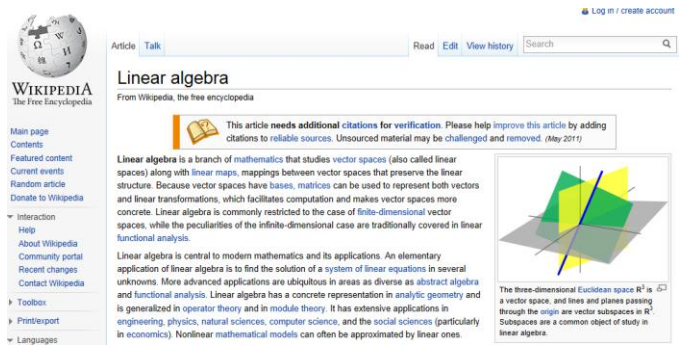 Log in / create account
Article Talk Read Edit View history Search
WIKIPEDIA
The Free Encyclopedia
Main page
Contents
Featured content
Current events
Random article
Donate to Wikipedia
Interaction
Help
About Wikipedia
Community portal
Recent changes
Contact Wikipedia
Toolbox
Print/export
Languages
Linear algebra
From Wikipedia, the free encyclopedia
This article needs additional citations for verification. Please help improve this article by adding
citations to reliable sources. Unsourced material may be challenged and removed. (May 2011)
Linear algebra is a branch of mathematics that studies vector spaces (also called linear
spaces) along with linear maps, mappings between vector spaces that preserve the linear
structure. Because vector spaces have bases, matrices can be used to represent both vectors
and linear transformations, which facilitates computation and makes vector spaces more
concrete. Linear algebra is commonly restricted to the case of finite-dimensional vector
spaces, while the peculiarities of the infinite-dimensional case are traditionally covered in linear
functional analysis.
Linear algebra is central to modern mathematics and its applications. An elementary
application of linear algebra is to find the solution of a system of linear equations in several
unknowns. More advanced applications are ubiquitous in areas as diverse as abstract algebra
and functional analysis. Linear algebra has a concrete representation in analytic geometry and
is generalized in operator theory and in module theory. It has extensive applications in
engineering, physics, natural sciences, computer science, and the social sciences (particularly
in economics). Nonlinear mathematical models can often be approximated by linear ones.
The three-dimensional Euclidean space R³ is
a vector space, and lines and planes passing
through the origin are vector subspaces in R³.
Subspaces are a common object of study in
linear algebra.